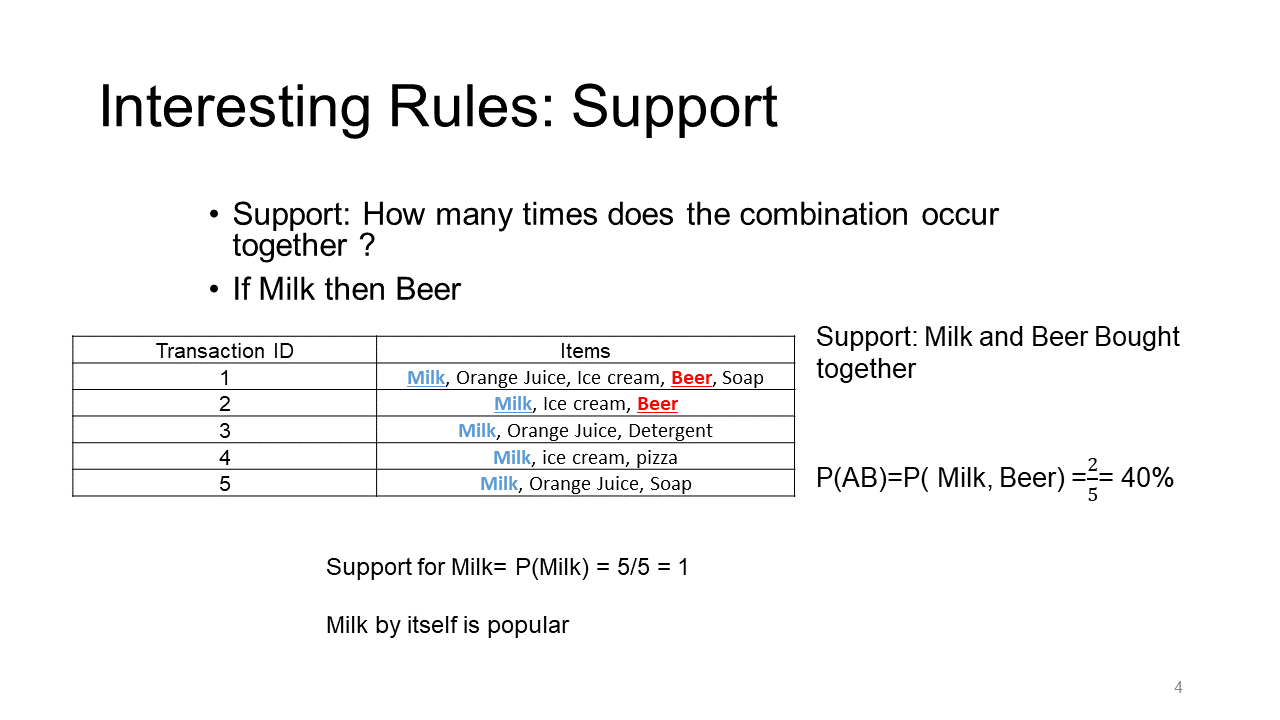 Interesting Rules: Support
• Support: How many times does the combination occur
together ?
• If Milk then Beer
Transaction ID Items
1 Milk, Orange Juice, Ice cream, Beer, Soap
2 Milk, Ice cream, Beer
3 Milk, Orange Juice, Detergent
4 Milk, ice cream, pizza
5 Milk, Orange Juice, Soap
Support: Milk and Beer Bought
together
P(AB)=P( Milk, Beer) =2/5= 40%
Support for Milk= P(Milk) = 5/5 = 1
Milk by itself is popular
4